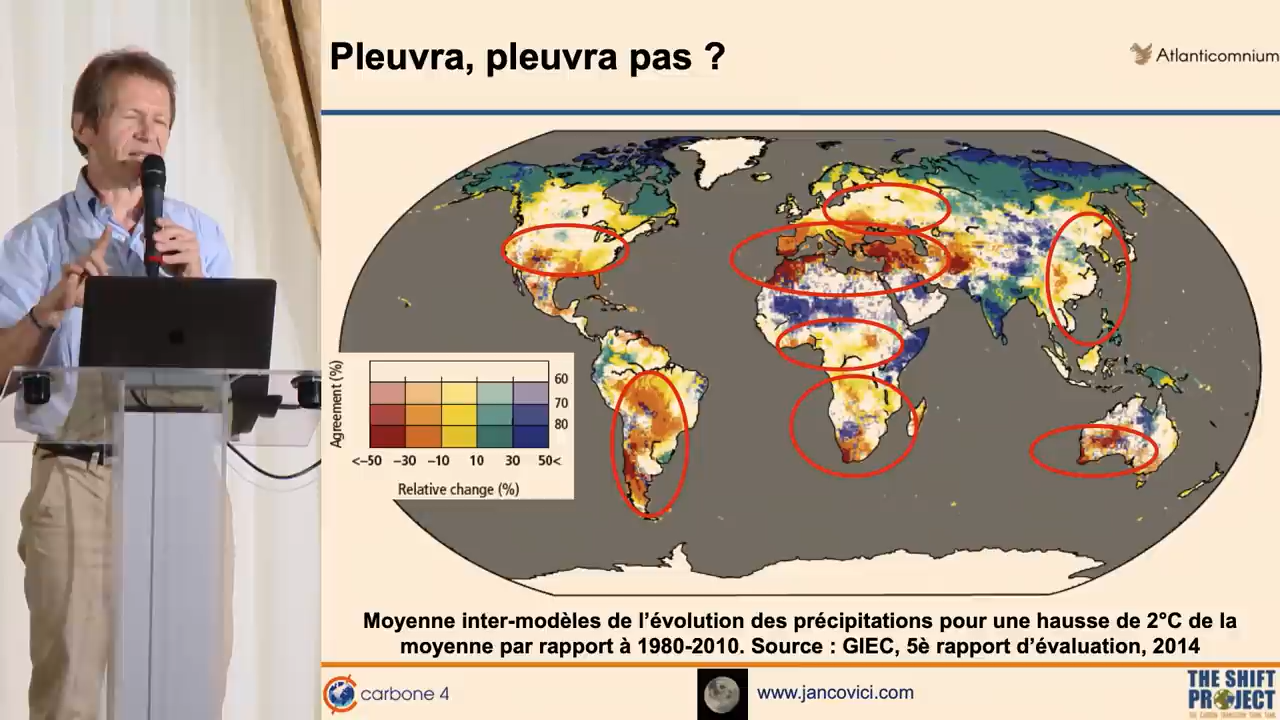 Pleuvra, pleuvra pas ?
Atlanticomnium
Agreement (%)
60
70
80
<-50 -30 -10 10 30 50<
Relative change (%)
Moyenne inter-modèles de l'évolution des précipitations pour une hausse de 2°C de la
moyenne par rapport à 1980-2010. Source : GIEC, 5è rapport d'évaluation, 2014
carbone 4
www.jancovici.com
THE SHIFT
PROJECT